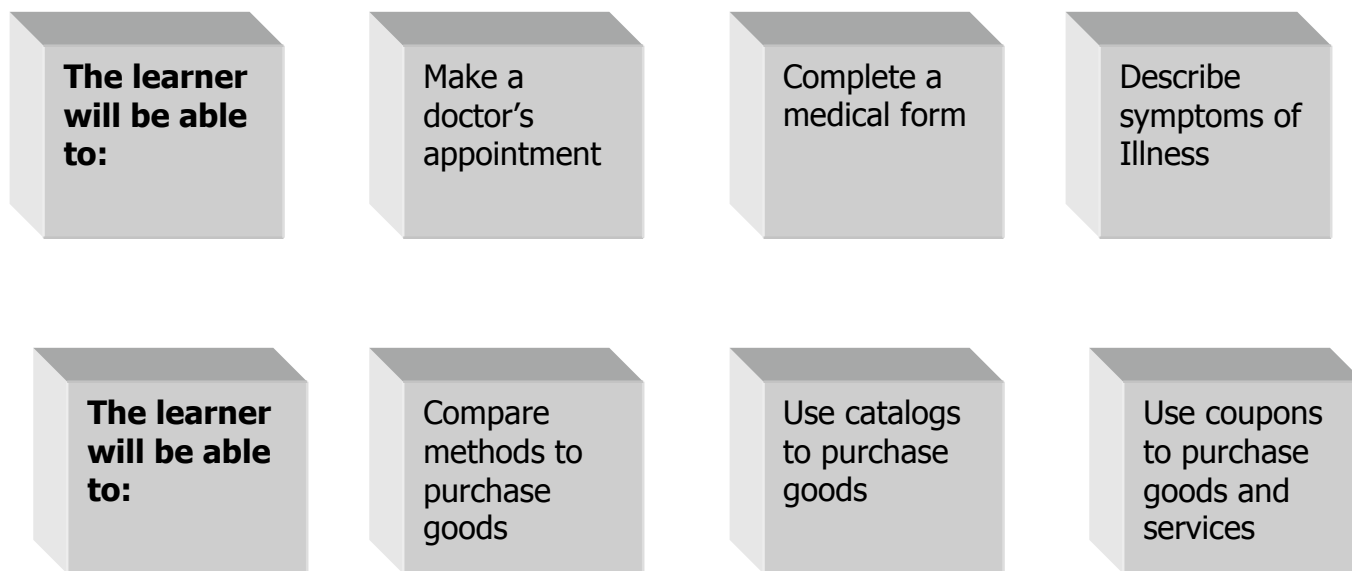 The learner
will be able
to:
Make a
doctor’s
appointment
Complete a
medical form
Describe
symptoms of
Illness
The learner
will be able
to:
Compare
methods to
purchase
goods
Use catalogs
to purchase
goods
Use coupons
to purchase
goods and
services